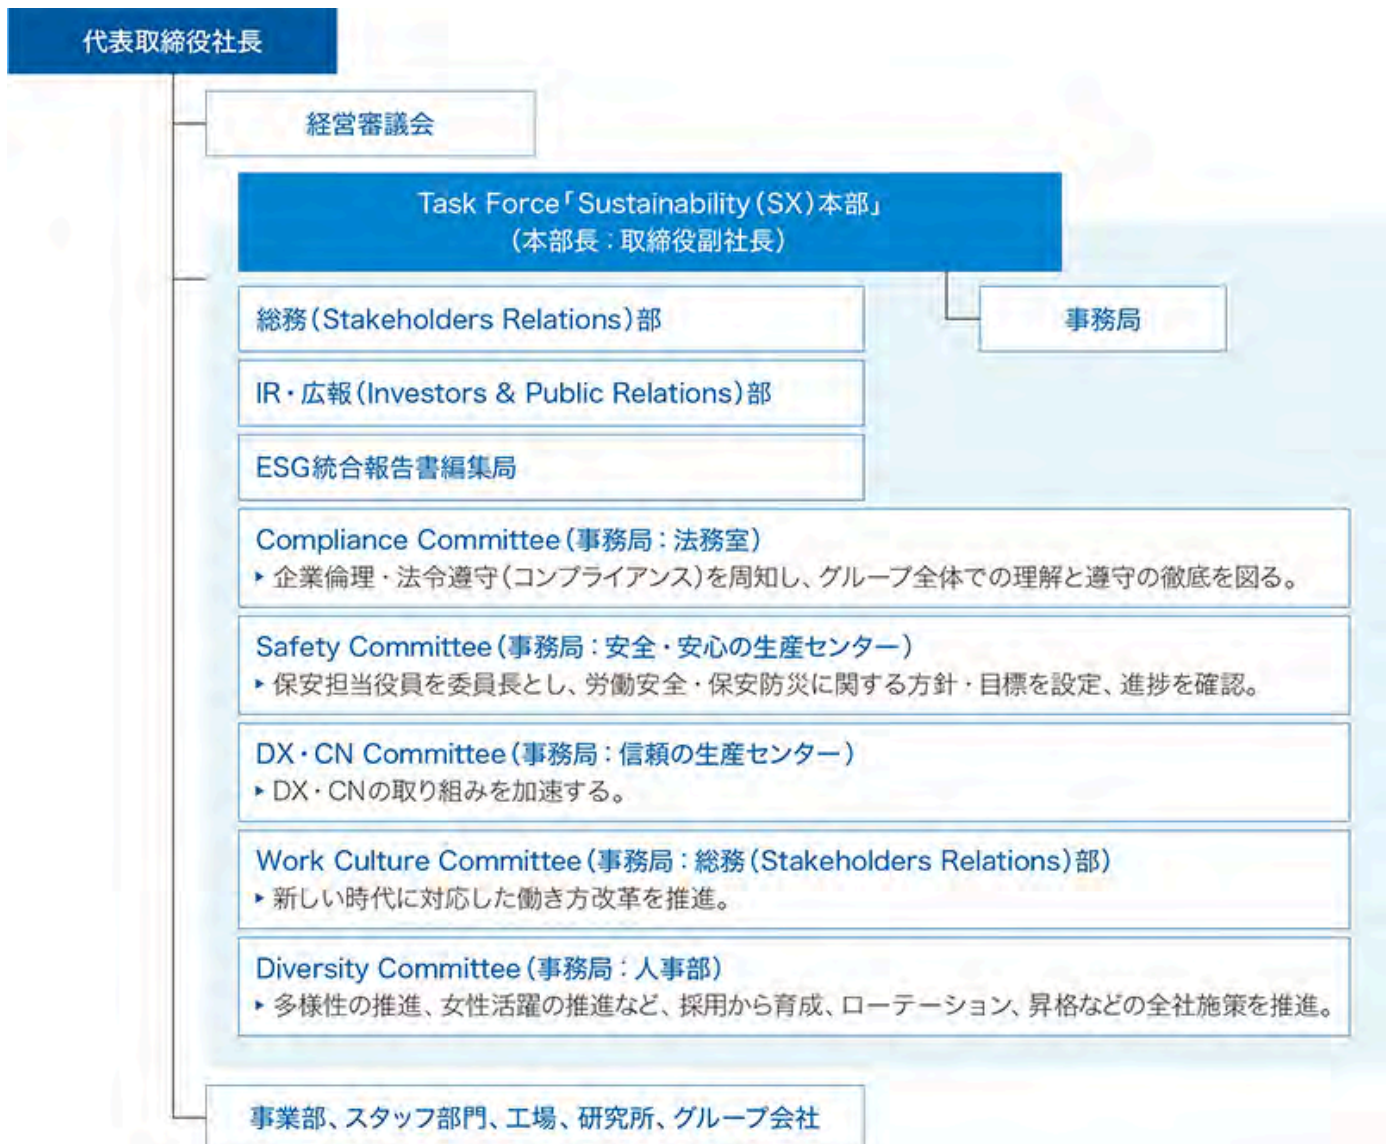 代表取締役社長
経営審議会
Task Force「Sustainability(SX)本部」
(本部長:取締役副社長)
総務(Stakeholders Relations)部
事務局
IR・広報(Investors & Public Relations)部
ESG統合報告書編集局
Compliance Committee(事務局:法務室)
▸ 企業倫理・法令遵守(コンプライアンス)を周知し、グループ全体での理解と遵守の徹底を図る。
Safety Committee(事務局:安全・安心の生産センター)
▸ 保安担当役員を委員長とし、労働安全・保安防災に関する方針・目標を設定、進捗を確認。
DX・CN Committee(事務局:信頼の生産センター)
▸ DX・CNの取り組みを加速する。
Work Culture Committee(事務局:総務(Stakeholders Relations)部)
▸ 新しい時代に対応した働き方改革を推進。
Diversity Committee(事務局:人事部)
▸ 多様性の推進、女性活躍の推進など、採用から育成、ローテーション、昇格などの全社施策を推進。
事業部、スタッフ部門、工場、研究所、グループ会社